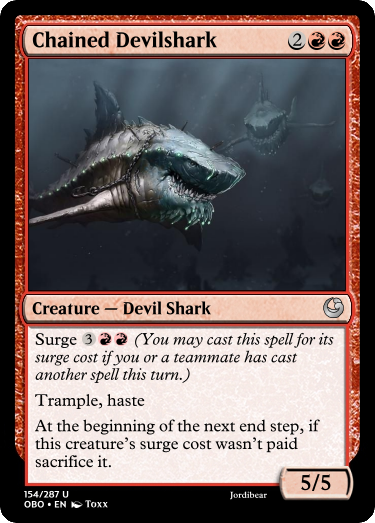 Chained Devilshark 2
Creature — Devil Shark
Surge 3 (You may cast this spell for its
surge cost if you or a teammate has cast
another spell this turn.)
Trample, haste
At the beginning of the next end step, if
this creature's surge cost wasn't paid
sacrifice it.
5/5
154/287 U
OBO • EN Toxx
Jordibear